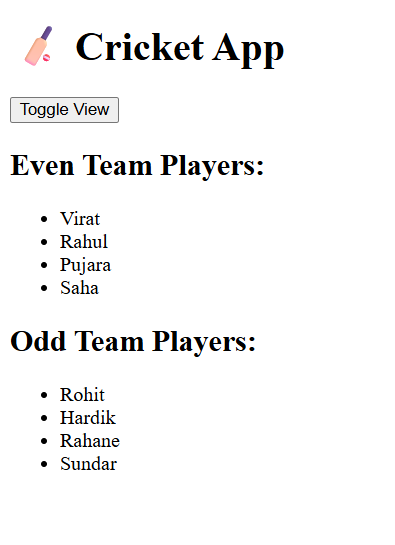 Cricket App
Toggle View
Even Team Players:
Virat
Rahul
Pujara
Saha
Odd Team Players:
Rohit
Hardik
Rahane
Sundar